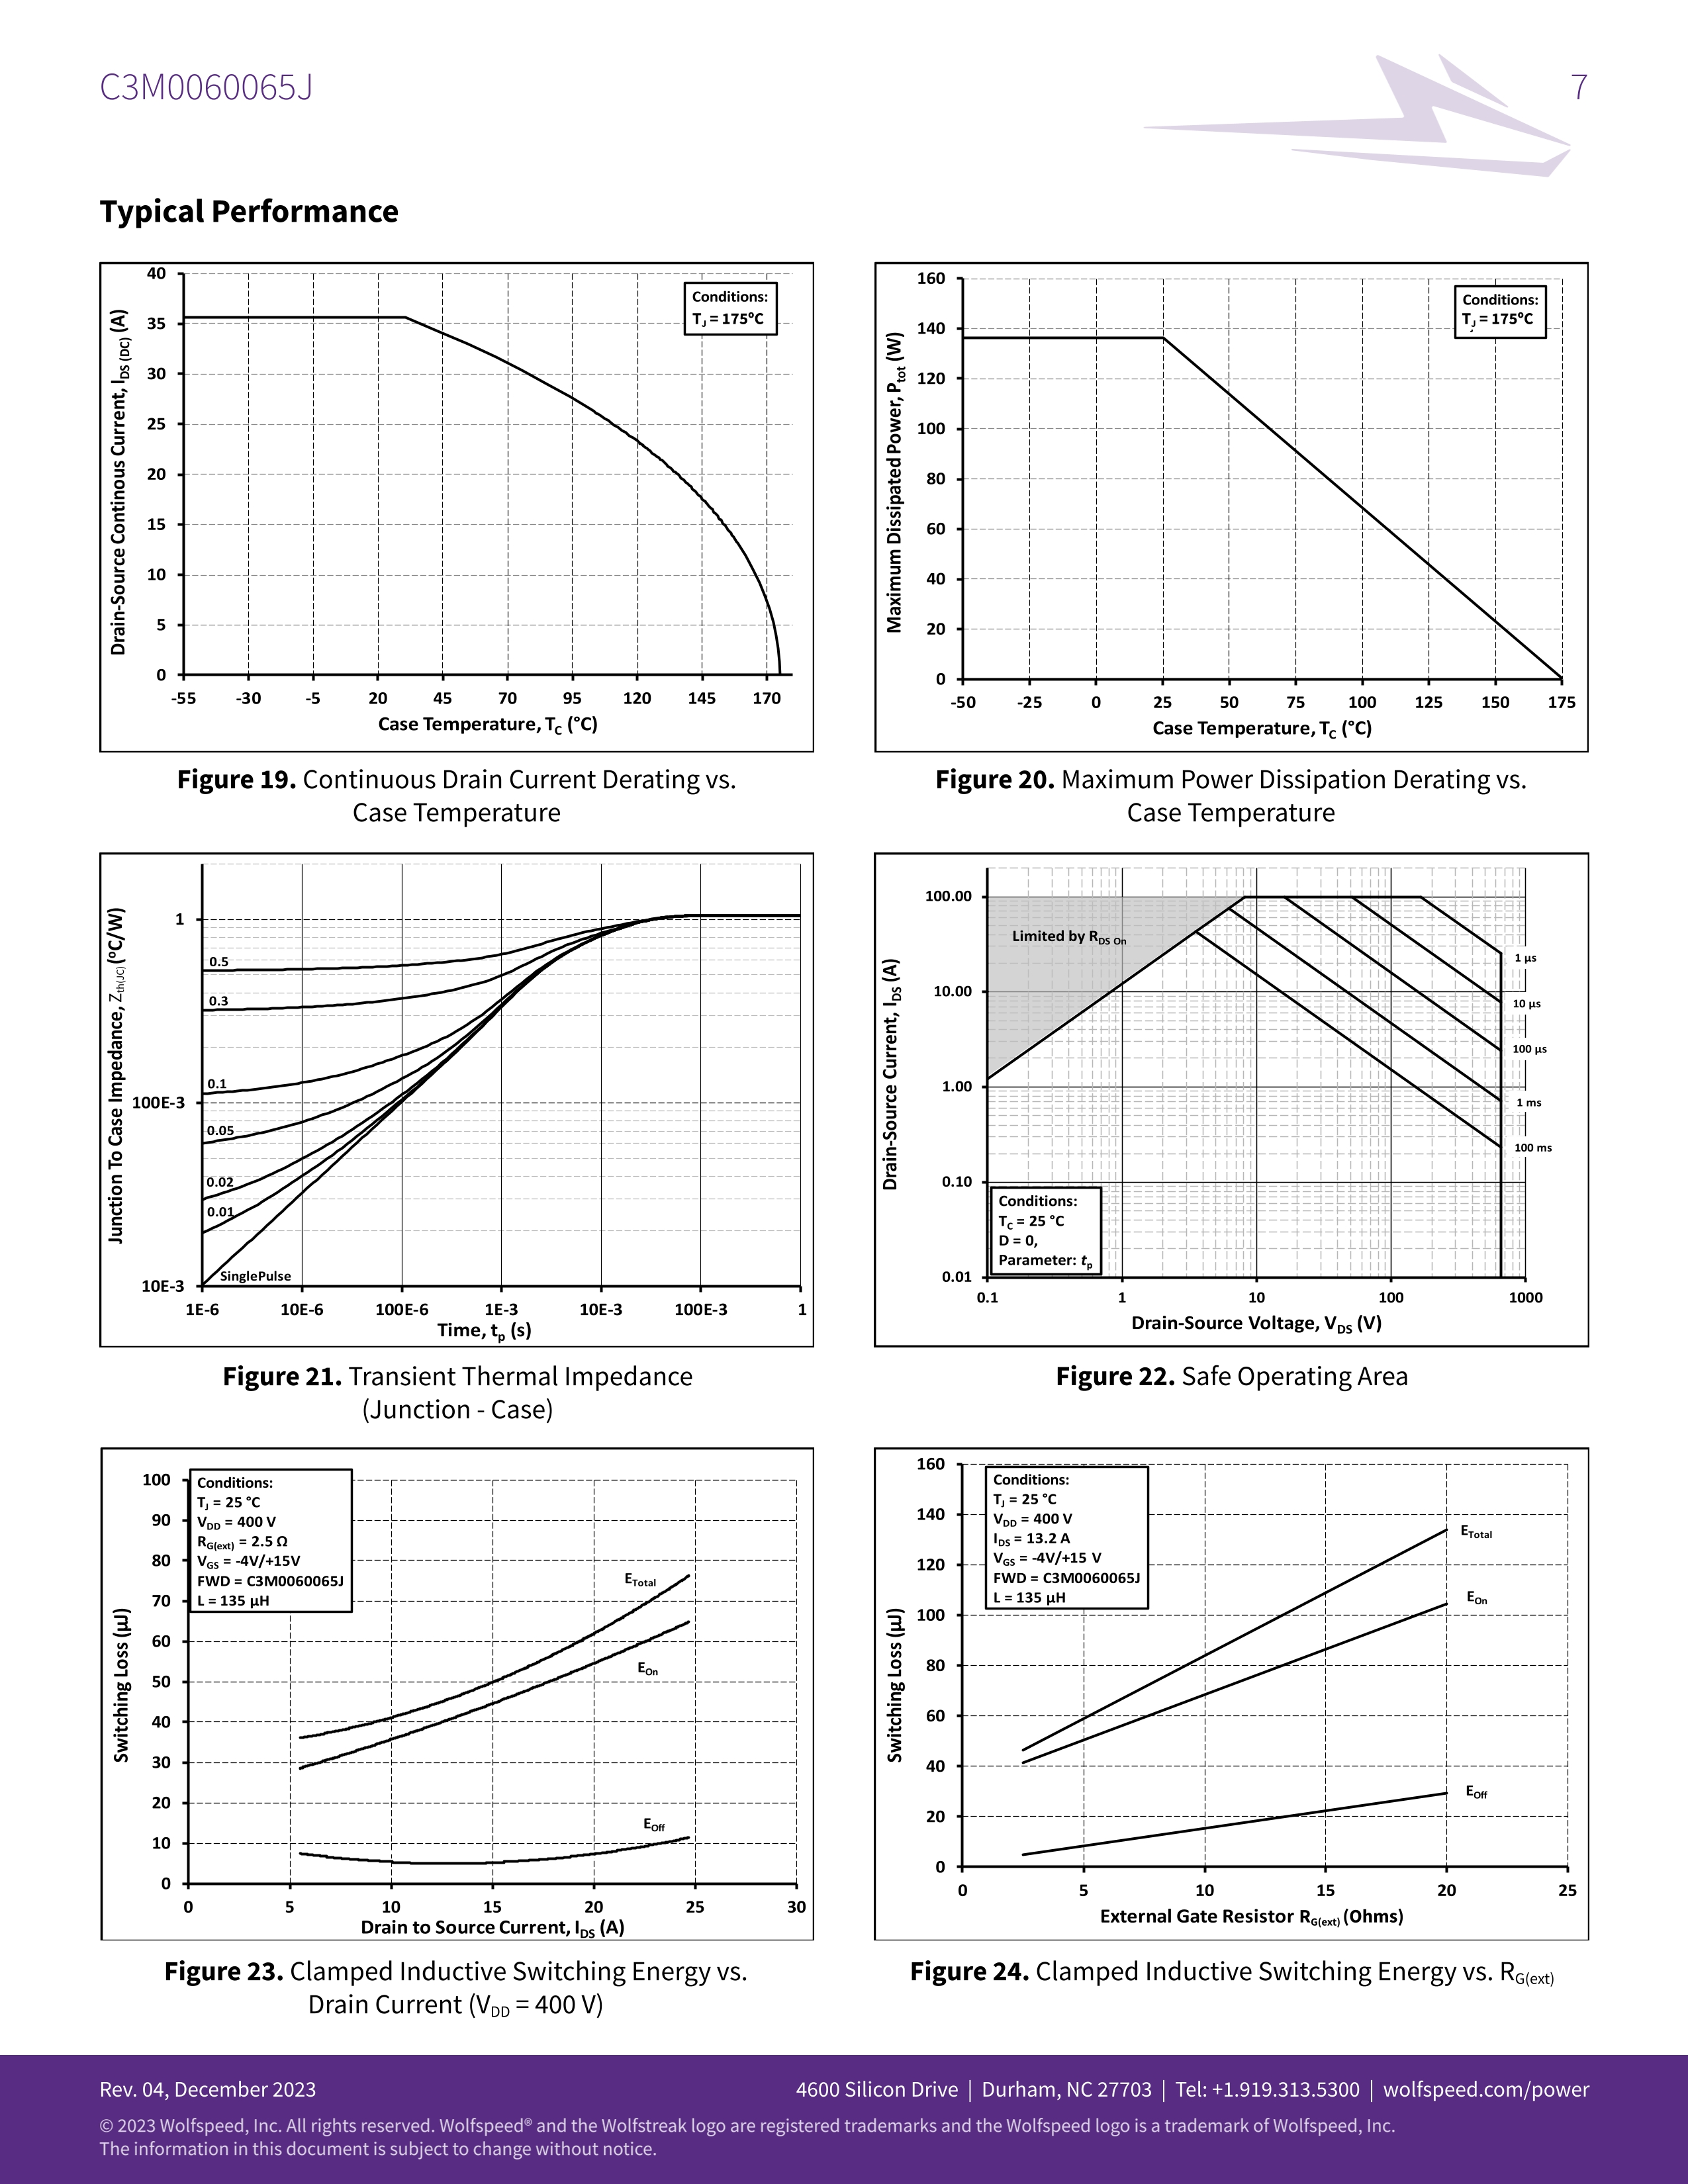 C3M0060065J
7
Typical Performance
40
35
30
25
20
15
10
5
0
-55 -30 -5 20 45 70 95 120 145 170
Drain-Source Continous Current, IDS (DC) (A)
Case Temperature, TC (°C)
Conditions:
TJ = 175°C
Figure 19. Continuous Drain Current Derating vs.
Case Temperature
160
140
120
100
80
60
40
20
0
-50 -25 0 25 50 75 100 125 150 175
Maximum Dissipated Power, Ptot (W)
Case Temperature, TC (°C)
Conditions:
TJ = 175°C
Figure 20. Maximum Power Dissipation Derating vs.
Case Temperature
Junction To Case Impedance, Zth(JC) (°C/W)
1
100E-3
10E-3
0.5
0.3
0.1
0.05
0.02
0.01
SinglePulse
1E-6 10E-6 100E-6 1E-3 10E-3 100E-3 1
Time, tp (s)
Figure 21. Transient Thermal Impedance
(Junction - Case)
Drain-Source Current, IDS (A)
100.00
10.00
1.00
0.10
0.01
Limited by RDS On
1 µs
10 µs
100 µs
1 ms
100 ms
Conditions:
TC = 25 °C
D = 0,
Parameter: tp
0.1 1 10 100 1000
Drain-Source Voltage, VDS (V)
Figure 22. Safe Operating Area
Switching Loss (µJ)
100
90
80
70
60
50
40
30
20
10
0
Conditions:
TJ = 25 °C
VDD = 400 V
RG(ext) = 2.5 Ω
VGS = -4V/+15V
FWD = C3M0060065J
L = 135 µH
ETotal
EOn
EOff
0 5 10 15 20 25 30
Drain to Source Current, IDS (A)
Figure 23. Clamped Inductive Switching Energy vs.
Drain Current (VDD = 400 V)
Switching Loss (µJ)
160
140
120
100
80
60
40
20
0
Conditions:
TJ = 25 °C
VDD = 400 V
IDS = 13.2 A
VGS = -4V/+15 V
FWD = C3M0060065J
L = 135 µH
ETotal
EOn
EOff
0 5 10 15 20 25
External Gate Resistor RG(ext) (Ohms)
Figure 24. Clamped Inductive Switching Energy vs. RG(ext)
Rev. 04, December 2023
4600 Silicon Drive | Durham, NC 27703 | Tel: +1.919.313.5300 | wolfspeed.com/power
© 2023 Wolfspeed, Inc. All rights reserved. Wolfspeed® and the Wolfstreak logo are registered trademarks and the Wolfspeed logo is a trademark of Wolfspeed, Inc.
The information in this document is subject to change without notice.